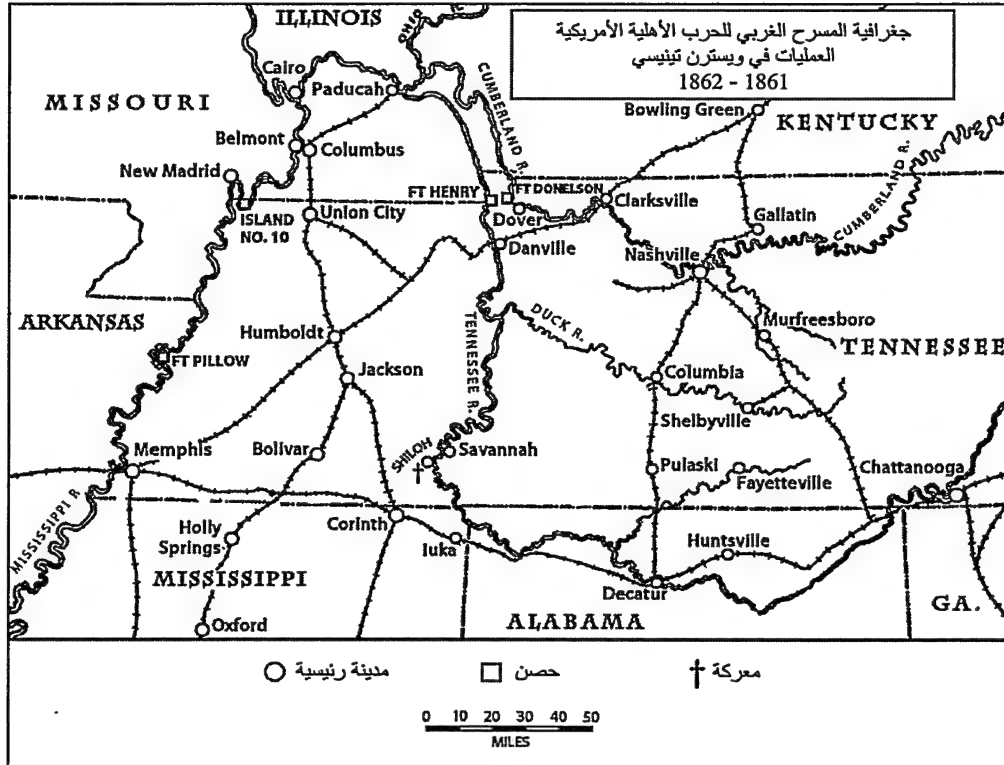 جغرافية المسرح الغربي للحرب الأهلية الأمريكية
العمليات في ويسترن تينيسي
1861 - 1862
ILLINOIS
OHIO
Cairo
Paducah
MISSOURI
CUMBERLAND R.
Bowling Green
KENTUCKY
Belmont
Columbus
New Madrid
FT HENRY
FT DONELSON
Clarksville
CUMBERLAND R.
ISLAND
NO. 10
Union City
Dover
Gallatin
Danville
Nashville
ARKANSAS
Humboldt
TENNESSEE R.
DUCK R.
Murfreesboro
TENNESSEE
FT PILLOW
Jackson
Columbia
Shelbyville
Memphis
Bolivar
SHILOH
Savannah
Pulaski
Fayetteville
Chattanooga
MISSISSIPPI R
Holly
Springs
Corinth
Iuka
Huntsville
MISSISSIPPI
Decatur
GA.
Oxford
ALABAMA
مدينة رئيسية
حصن
معركة
0 10 20 30 40 50
MILES